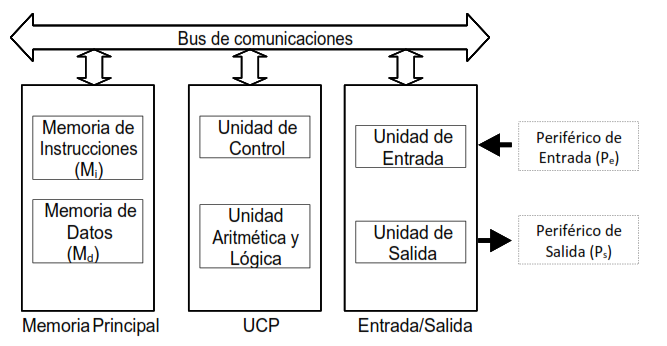 Bus de comunicaciones
Memoria de
Instrucciones
(Mi)
Memoria de
Datos
(Md)
Memoria Principal
Unidad de
Control
Unidad
Aritmética y
Lógica
UCP
Unidad de
Entrada
Unidad de
Salida
Entrada/Salida
Periférico de
Entrada (Pe)
Periférico de
Salida (Ps)